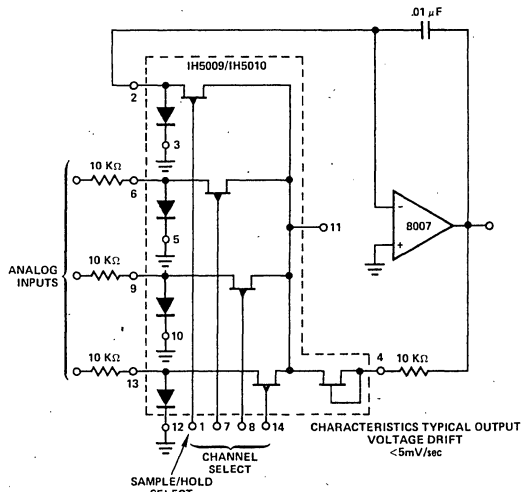 .01 μF
IH5009/IH5010
2
3
10 KΩ
6
5
11
8007
-
+
ANALOG
INPUTS
10 KΩ
9
10
10 KΩ
13
4
10 KΩ
12
1
7
8
14
CHARACTERISTICS TYPICAL OUTPUT
VOLTAGE DRIFT
<5mV/sec
CHANNEL
SELECT
SAMPLE/HOLD
SELECT